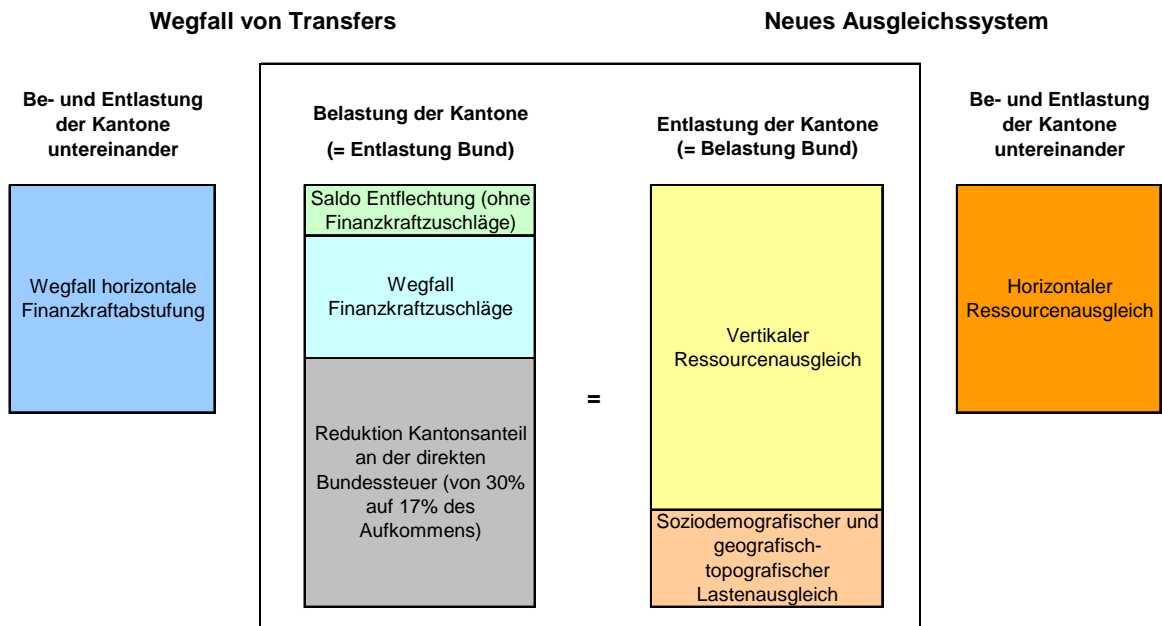 Wegfall von Transfers
Neues Ausgleichssystem
Be- und Entlastung
der Kantone
untereinander
Belastung der Kantone
(= Entlastung Bund)
Entlastung der Kantone
(= Belastung Bund)
Be- und Entlastung
der Kantone
untereinander
Wegfall horizontale
Finanzkraftabstufung
Saldo Entflechtung (ohne
Finanzkraftzuschläge)
Wegfall
Finanzkraftzuschläge
Reduktion Kantonsanteil
an der direkten
Bundessteuer (von 30%
auf 17% des
Aufkommens)
=
Vertikaler
Ressourcenausgleich
Soziodemografischer und
geografisch-
topografischer
Lastenausgleich
Horizontaler
Ressourcenausgleich